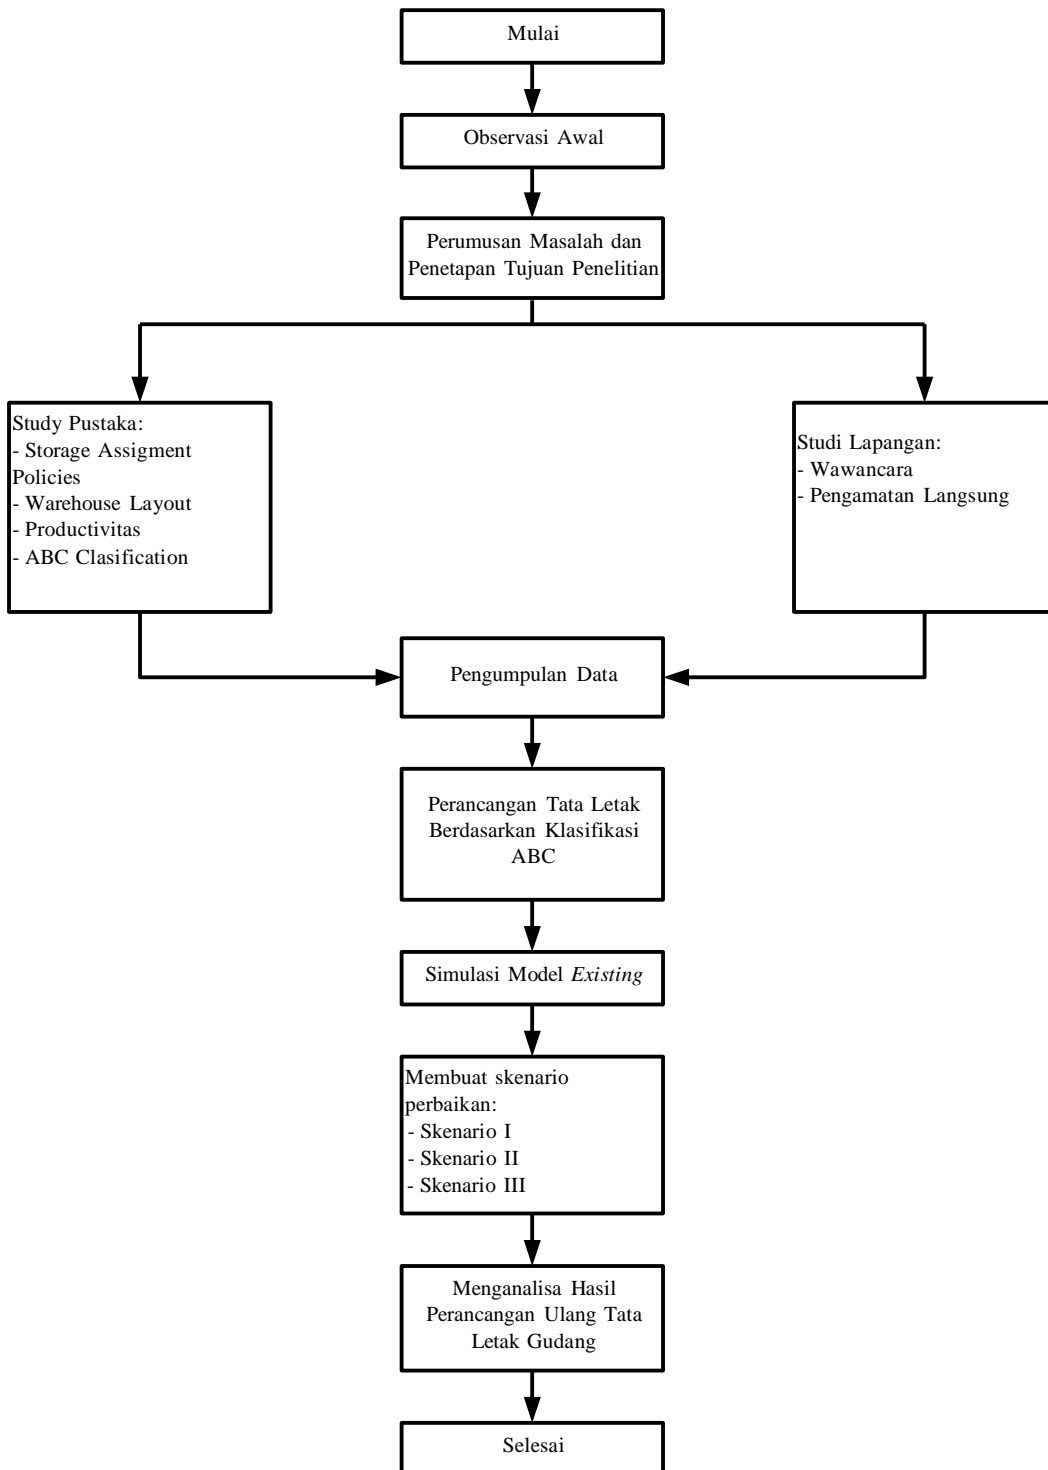 Mulai
Observasi Awal
Perumusan Masalah dan
Penetapan Tujuan Penelitian
Study Pustaka:
- Storage Assigment
Policies
- Warehouse Layout
- Productivitas
- ABC Clasification
Studi Lapangan:
- Wawancara
- Pengamatan Langsung
Pengumpulan Data
Perancangan Tata Letak
Berdasarkan Klasifikasi
ABC
Simulasi Model Existing
Membuat skenario
perbaikan:
- Skenario I
- Skenario II
- Skenario III
Menganalisa Hasil
Perancangan Ulang Tata
Letak Gudang
Selesai